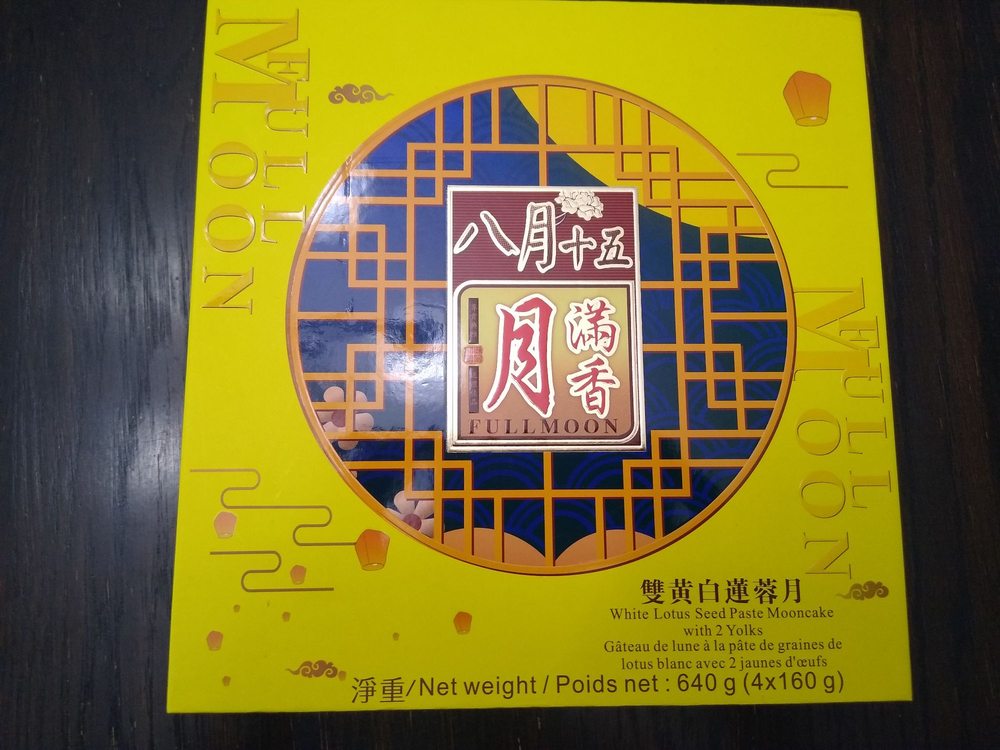 FULL MOON
八月十五
月
滿香
FULLMOON
FULL MOON
雙黄白蓮蓉月
White Lotus Seed Paste Mooncake
with 2 Yolks
Gâteau de lune à la pâte de graines de
lotus blanc avec 2 jaunes d'œufs
淨重/Net weight / Poids net : 640 g (4x160 g)